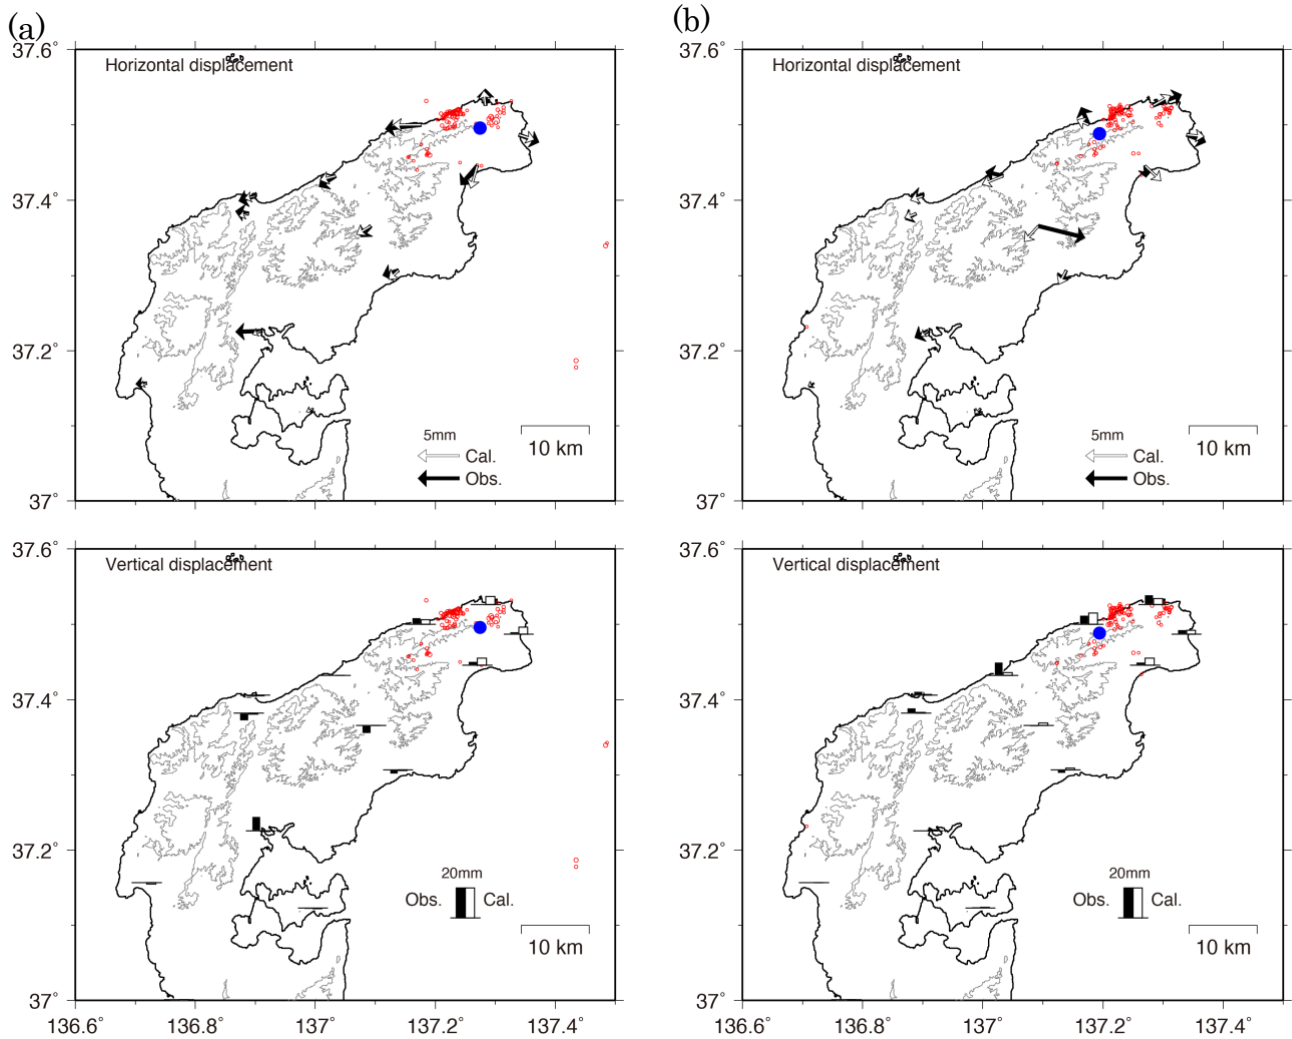 (a)
(b)
37.6°
Horizontal displacement
37.4°
37.2°
37°
5mm
Cal.
Obs.
10 km
37.6°
Horizontal displacement
37.4°
37.2°
37°
5mm
Cal.
Obs.
10 km
37.6°
Vertical displacement
37.4°
37.2°
37°
20mm
Obs.
Cal.
10 km
136.6°
136.8°
137°
137.2°
137.4°
37.6°
Vertical displacement
37.4°
37.2°
37°
20mm
Obs.
Cal.
10 km
136.6°
136.8°
137°
137.2°
137.4°